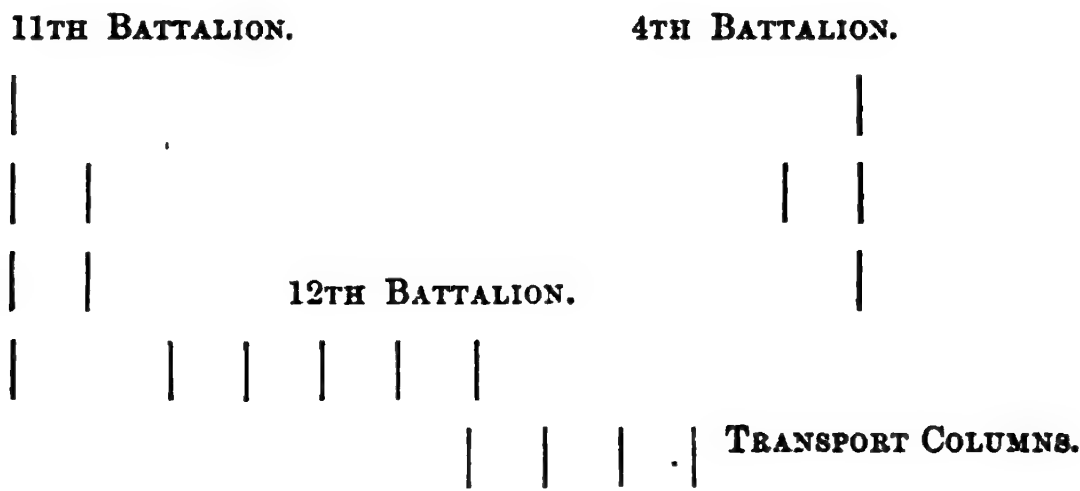 11TH BATTALION.
4TH BATTALION.
12TH BATTALION.
TRANSPORT COLUMNS.